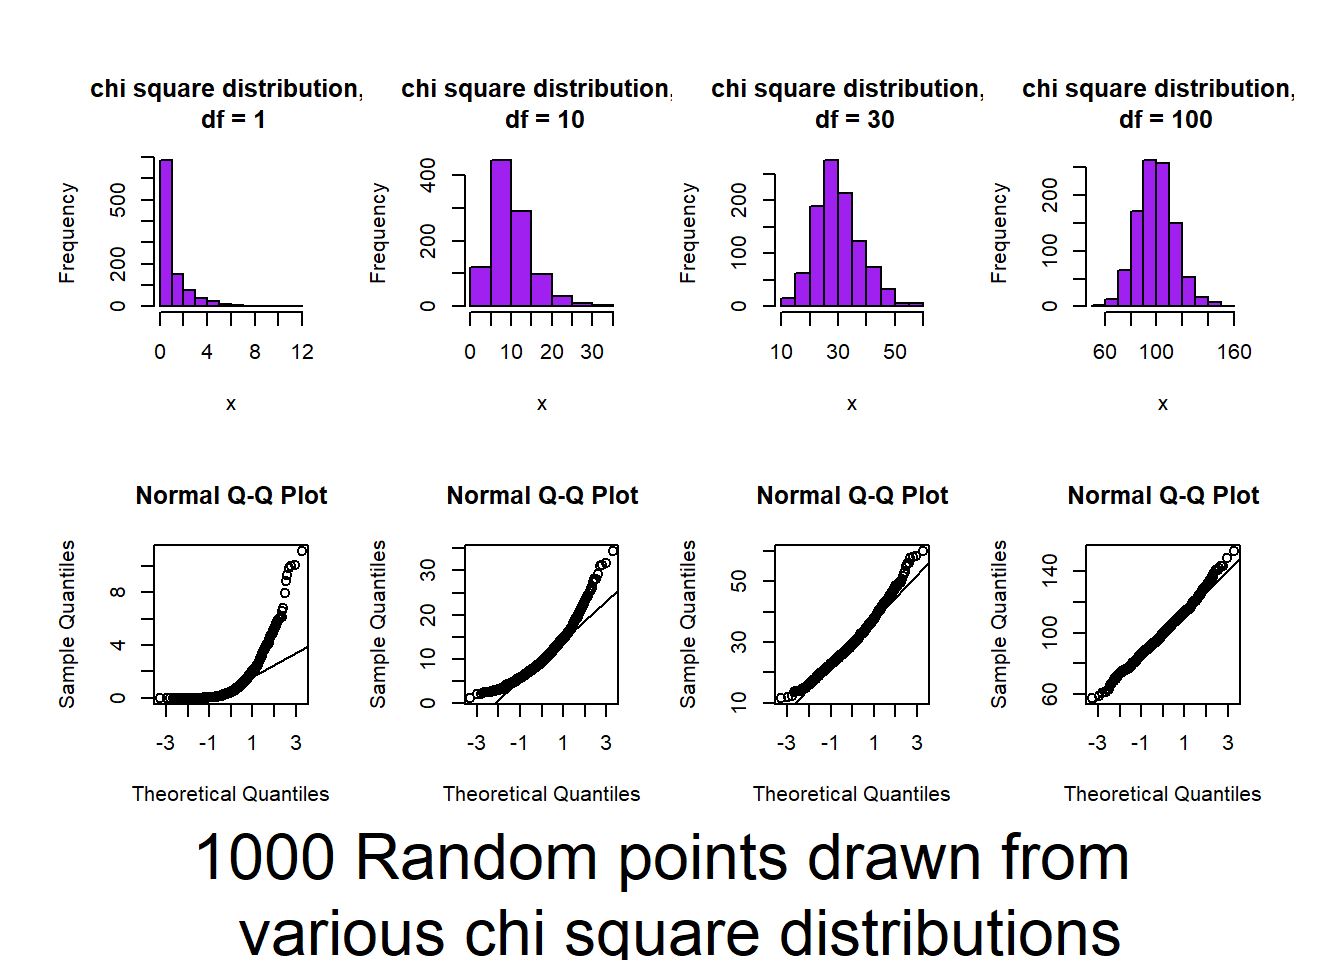 chi square distribution,
df = 1
chi square distribution,
df = 10
chi square distribution,
df = 30
chi square distribution,
df = 100
Frequency
500
200
0
0 4 8 12
x
Frequency
400
200
0
0 10 20 30
x
Frequency
200
100
0
10 30 50
x
Frequency
200
100
0
60 100 160
x
Normal Q-Q Plot
Sample Quantiles
8
4
0
-3 -1 1 3
Theoretical Quantiles
Normal Q-Q Plot
Sample Quantiles
30
20
10
0
-3 -1 1 3
Theoretical Quantiles
Normal Q-Q Plot
Sample Quantiles
50
30
10
-3 -1 1 3
Theoretical Quantiles
Normal Q-Q Plot
Sample Quantiles
140
100
60
-3 -1 1 3
Theoretical Quantiles
1000 Random points drawn from
various chi square distributions